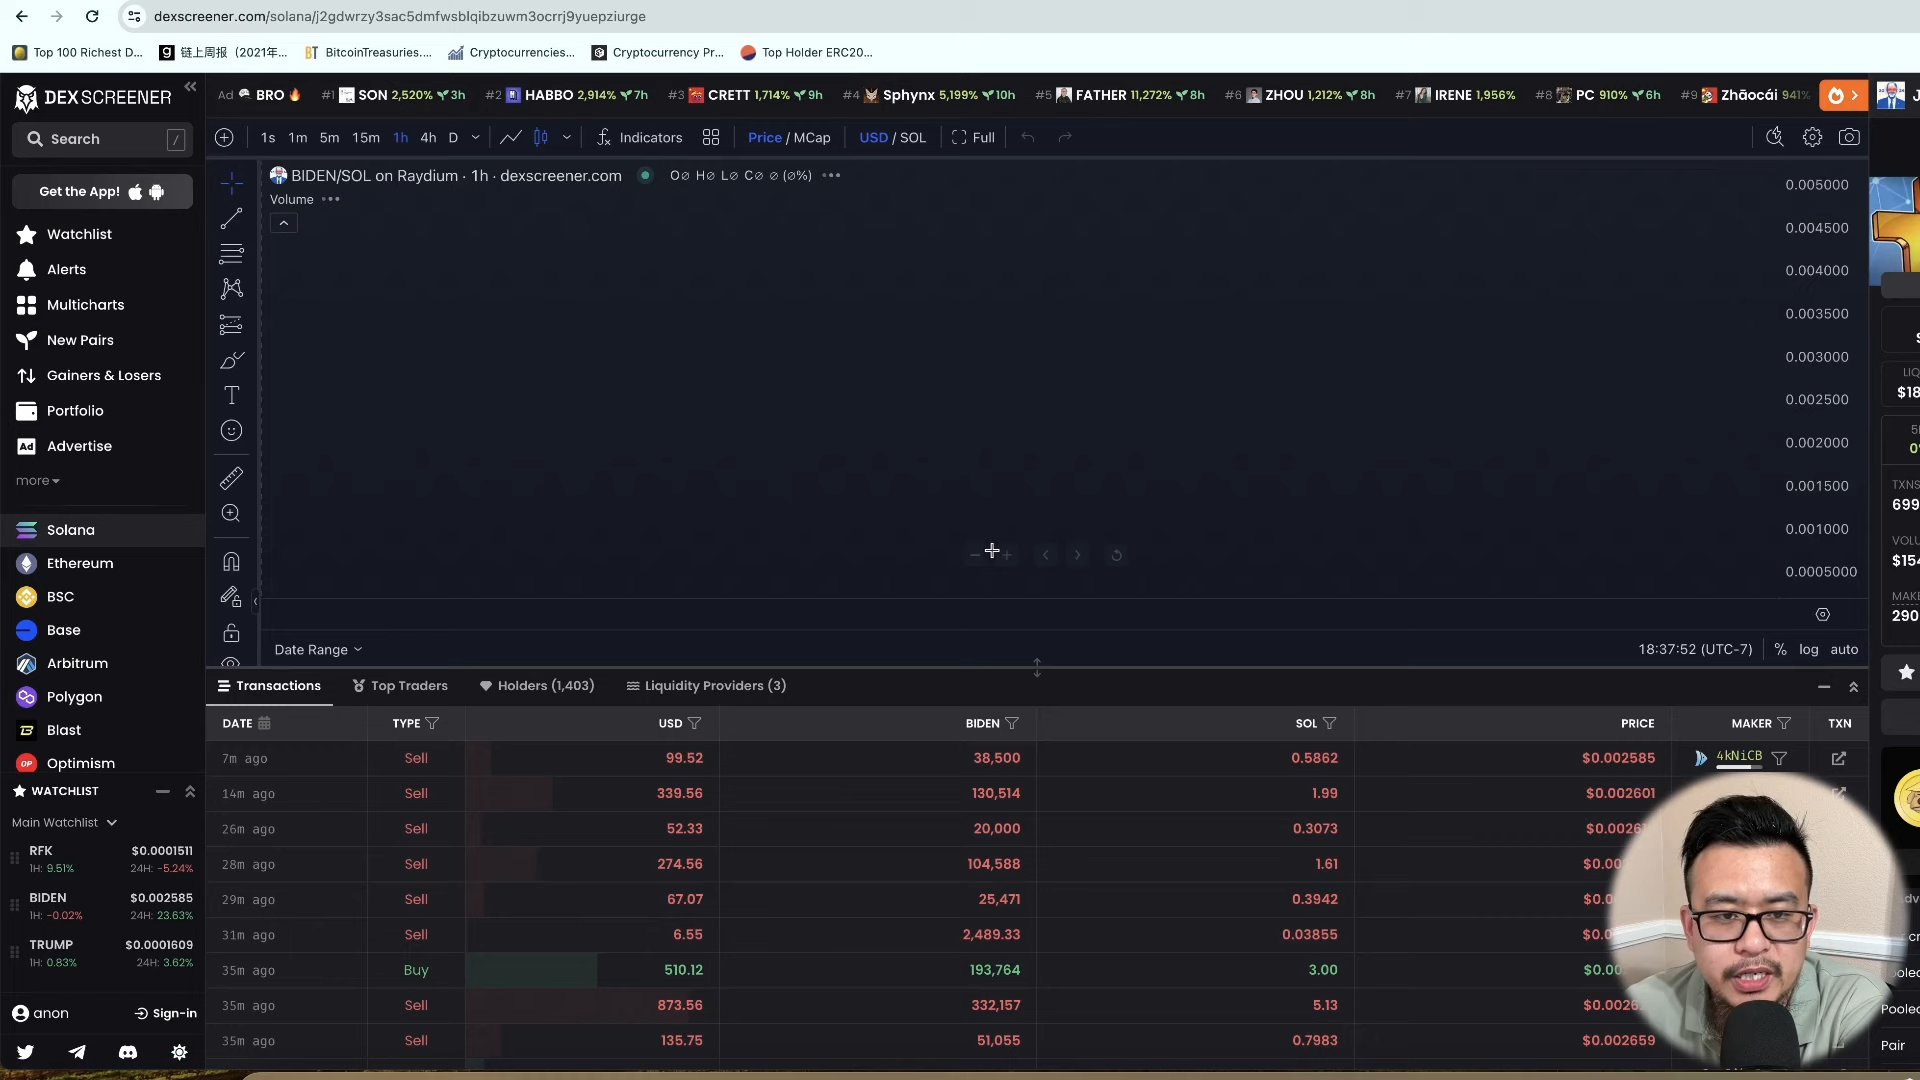 dexscreener.com/solana/j2gdwrzy3sac5dmfwsblqibzuwm3ocrrj9yuepziurge
Top 100 Richest D... 链上周报（2021年... BitcoinTreasuries.... Cryptocurrencies... Cryptocurrency Pr... Top Holder ERC20...
DEXSCREENER
Ad BRO #1 SON 2,520% 3h #2 HABBO 2,914% 7h #3 CRETT 1,714% 9h #4 Sphynx 5,199% 10h #5 FATHER 11,272% 8h #6 ZHOU 1,212% 8h #7 IRENE 1,956% #8 PC 910% 6h #9 Zhāocái 941%
Search /
1s 1m 5m 15m 1h 4h D Indicators Price / MCap USD / SOL Full
Get the App!
BIDEN/SOL on Raydium · 1h · dexscreener.com O∅ H∅ L∅ C∅ ∅ (∅%)
Volume
0.005000
0.004500
0.004000
0.003500
0.003000
0.002500
0.002000
0.001500
0.001000
0.0005000
Watchlist
Alerts
Multicharts
New Pairs
Gainers & Losers
Portfolio
Ad Advertise
more
Solana
Ethereum
BSC
Base
Arbitrum
Polygon
Blast
OP Optimism
Date Range
18:37:52 (UTC-7) % log auto
Transactions Top Traders Holders (1,403) Liquidity Providers (3)
DATE TYPE USD BIDEN SOL PRICE MAKER TXN
7m ago Sell 99.52 38,500 0.5862 $0.002585 4kNiCB
14m ago Sell 339.56 130,514 1.99 $0.002601
26m ago Sell 52.33 20,000 0.3073
28m ago Sell 274.56 104,588 1.61
29m ago Sell 67.07 25,471 0.3942
31m ago Sell 6.55 2,489.33 0.03855
35m ago Buy 510.12 193,764 3.00
35m ago Sell 873.56 332,157 5.13
35m ago Sell 135.75 51,055 0.7983 $0.002659
WATCHLIST
Main Watchlist
RFK $0.0001511
1H: 9.51% 24H: -5.24%
BIDEN $0.002585
1H: -0.02% 24H: 23.63%
TRUMP $0.0001609
1H: 0.83% 24H: 3.62%
anon Sign-in
LIQ
$18
TXNS
699
VOLU
$154
MAKE
290
Pair